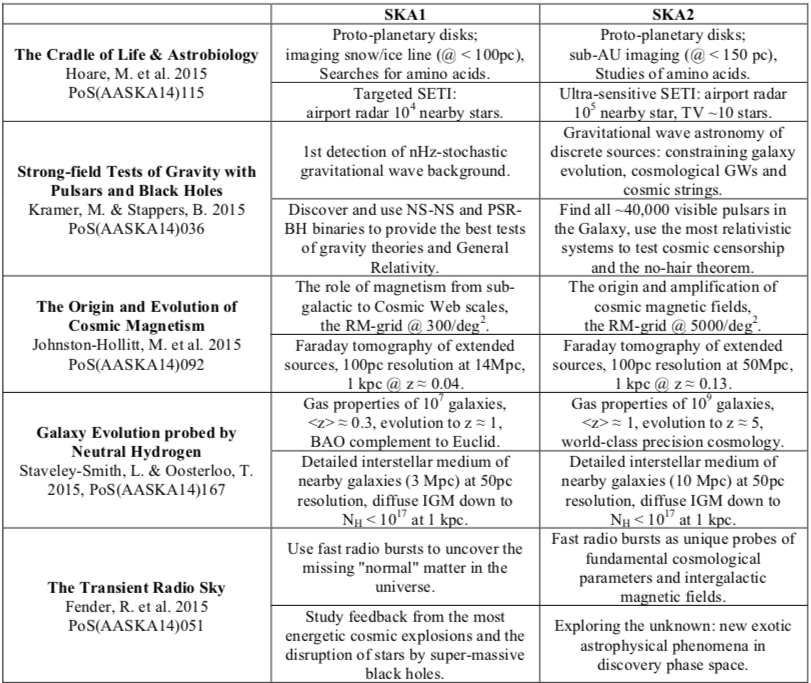 SKA1
SKA2
The Cradle of Life & Astrobiology
Hoare, M. et al. 2015
PoS(AASKA14)115
Proto-planetary disks;
imaging snow/ice line (@ < 100pc),
Searches for amino acids.
Proto-planetary disks;
sub-AU imaging (@ < 150 pc),
Studies of amino acids.
Targeted SETI:
airport radar 10^4 nearby stars.
Ultra-sensitive SETI: airport radar
10^5 nearby star, TV ~10 stars.
Strong-field Tests of Gravity with
Pulsars and Black Holes
Kramer, M. & Stappers, B. 2015
PoS(AASKA14)036
1st detection of nHz-stochastic
gravitational wave background.
Gravitational wave astronomy of
discrete sources: constraining galaxy
evolution, cosmological GWs and
cosmic strings.
Discover and use NS-NS and PSR-
BH binaries to provide the best tests
of gravity theories and General
Relativity.
Find all ~40,000 visible pulsars in
the Galaxy, use the most relativistic
systems to test cosmic censorship
and the no-hair theorem.
The Origin and Evolution of
Cosmic Magnetism
Johnston-Hollitt, M. et al. 2015
PoS(AASKA14)092
The role of magnetism from sub-
galactic to Cosmic Web scales,
the RM-grid @ 300/deg^2.
The origin and amplification of
cosmic magnetic fields,
the RM-grid @ 5000/deg^2.
Faraday tomography of extended
sources, 100pc resolution at 14Mpc,
1 kpc @ z ≈ 0.04.
Faraday tomography of extended
sources, 100pc resolution at 50Mpc,
1 kpc @ z ≈ 0.13.
Galaxy Evolution probed by
Neutral Hydrogen
Staveley-Smith, L. & Oosterloo, T.
2015, PoS(AASKA14)167
Gas properties of 10^7 galaxies,
<z> ≈ 0.3, evolution to z ≈ 1,
BAO complement to Euclid.
Gas properties of 10^9 galaxies,
<z> ≈ 1, evolution to z ≈ 5,
world-class precision cosmology.
Detailed interstellar medium of
nearby galaxies (3 Mpc) at 50pc
resolution, diffuse IGM down to
N_H < 10^17 at 1 kpc.
Detailed interstellar medium of
nearby galaxies (10 Mpc) at 50pc
resolution, diffuse IGM down to
N_H < 10^17 at 1 kpc.
The Transient Radio Sky
Fender, R. et al. 2015
PoS(AASKA14)051
Use fast radio bursts to uncover the
missing "normal" matter in the
universe.
Fast radio bursts as unique probes of
fundamental cosmological
parameters and intergalactic
magnetic fields.
Study feedback from the most
energetic cosmic explosions and the
disruption of stars by super-massive
black holes.
Exploring the unknown: new exotic
astrophysical phenomena in
discovery phase space.